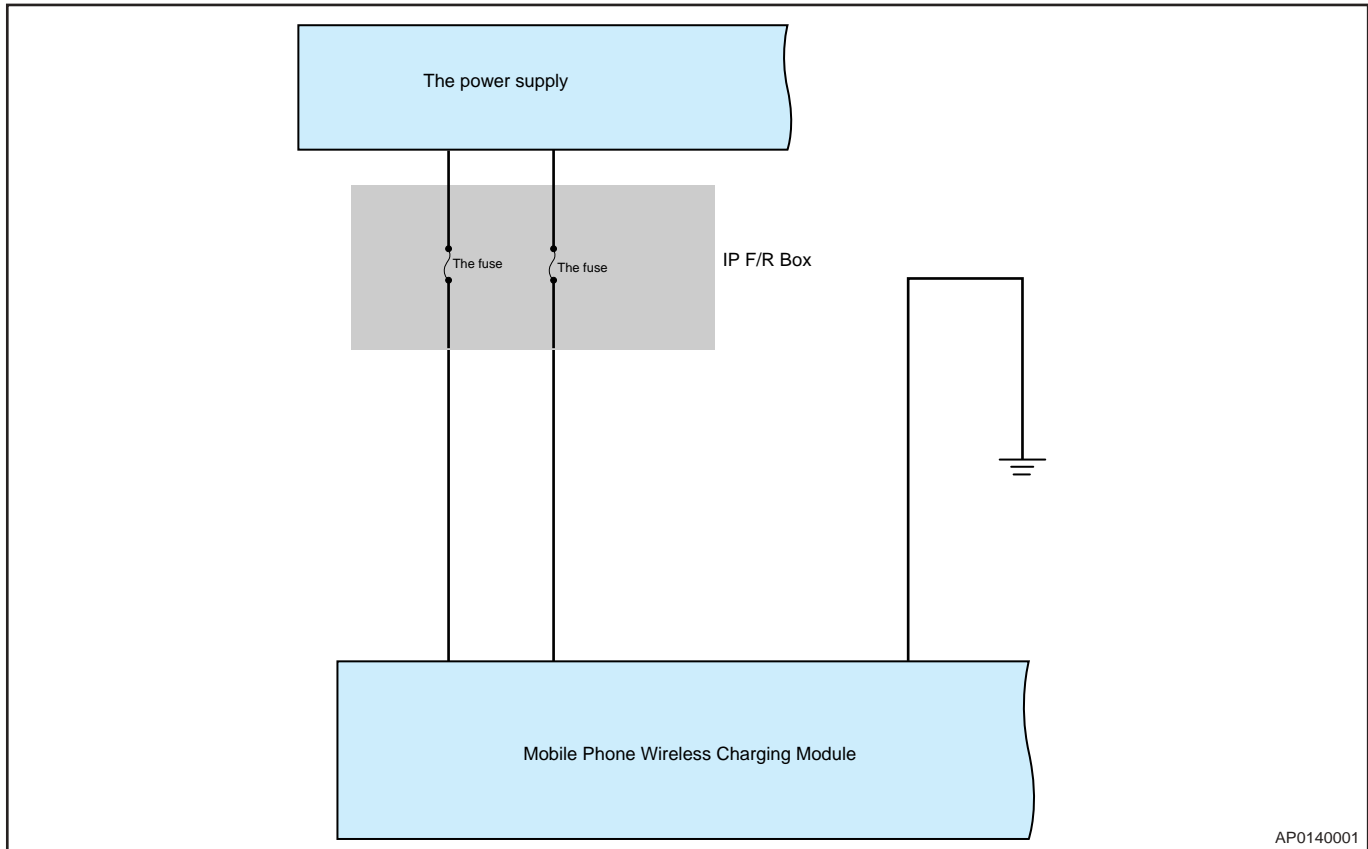 The power supply
The fuse
The fuse
IP F/R Box
Mobile Phone Wireless Charging Module
AP0140001